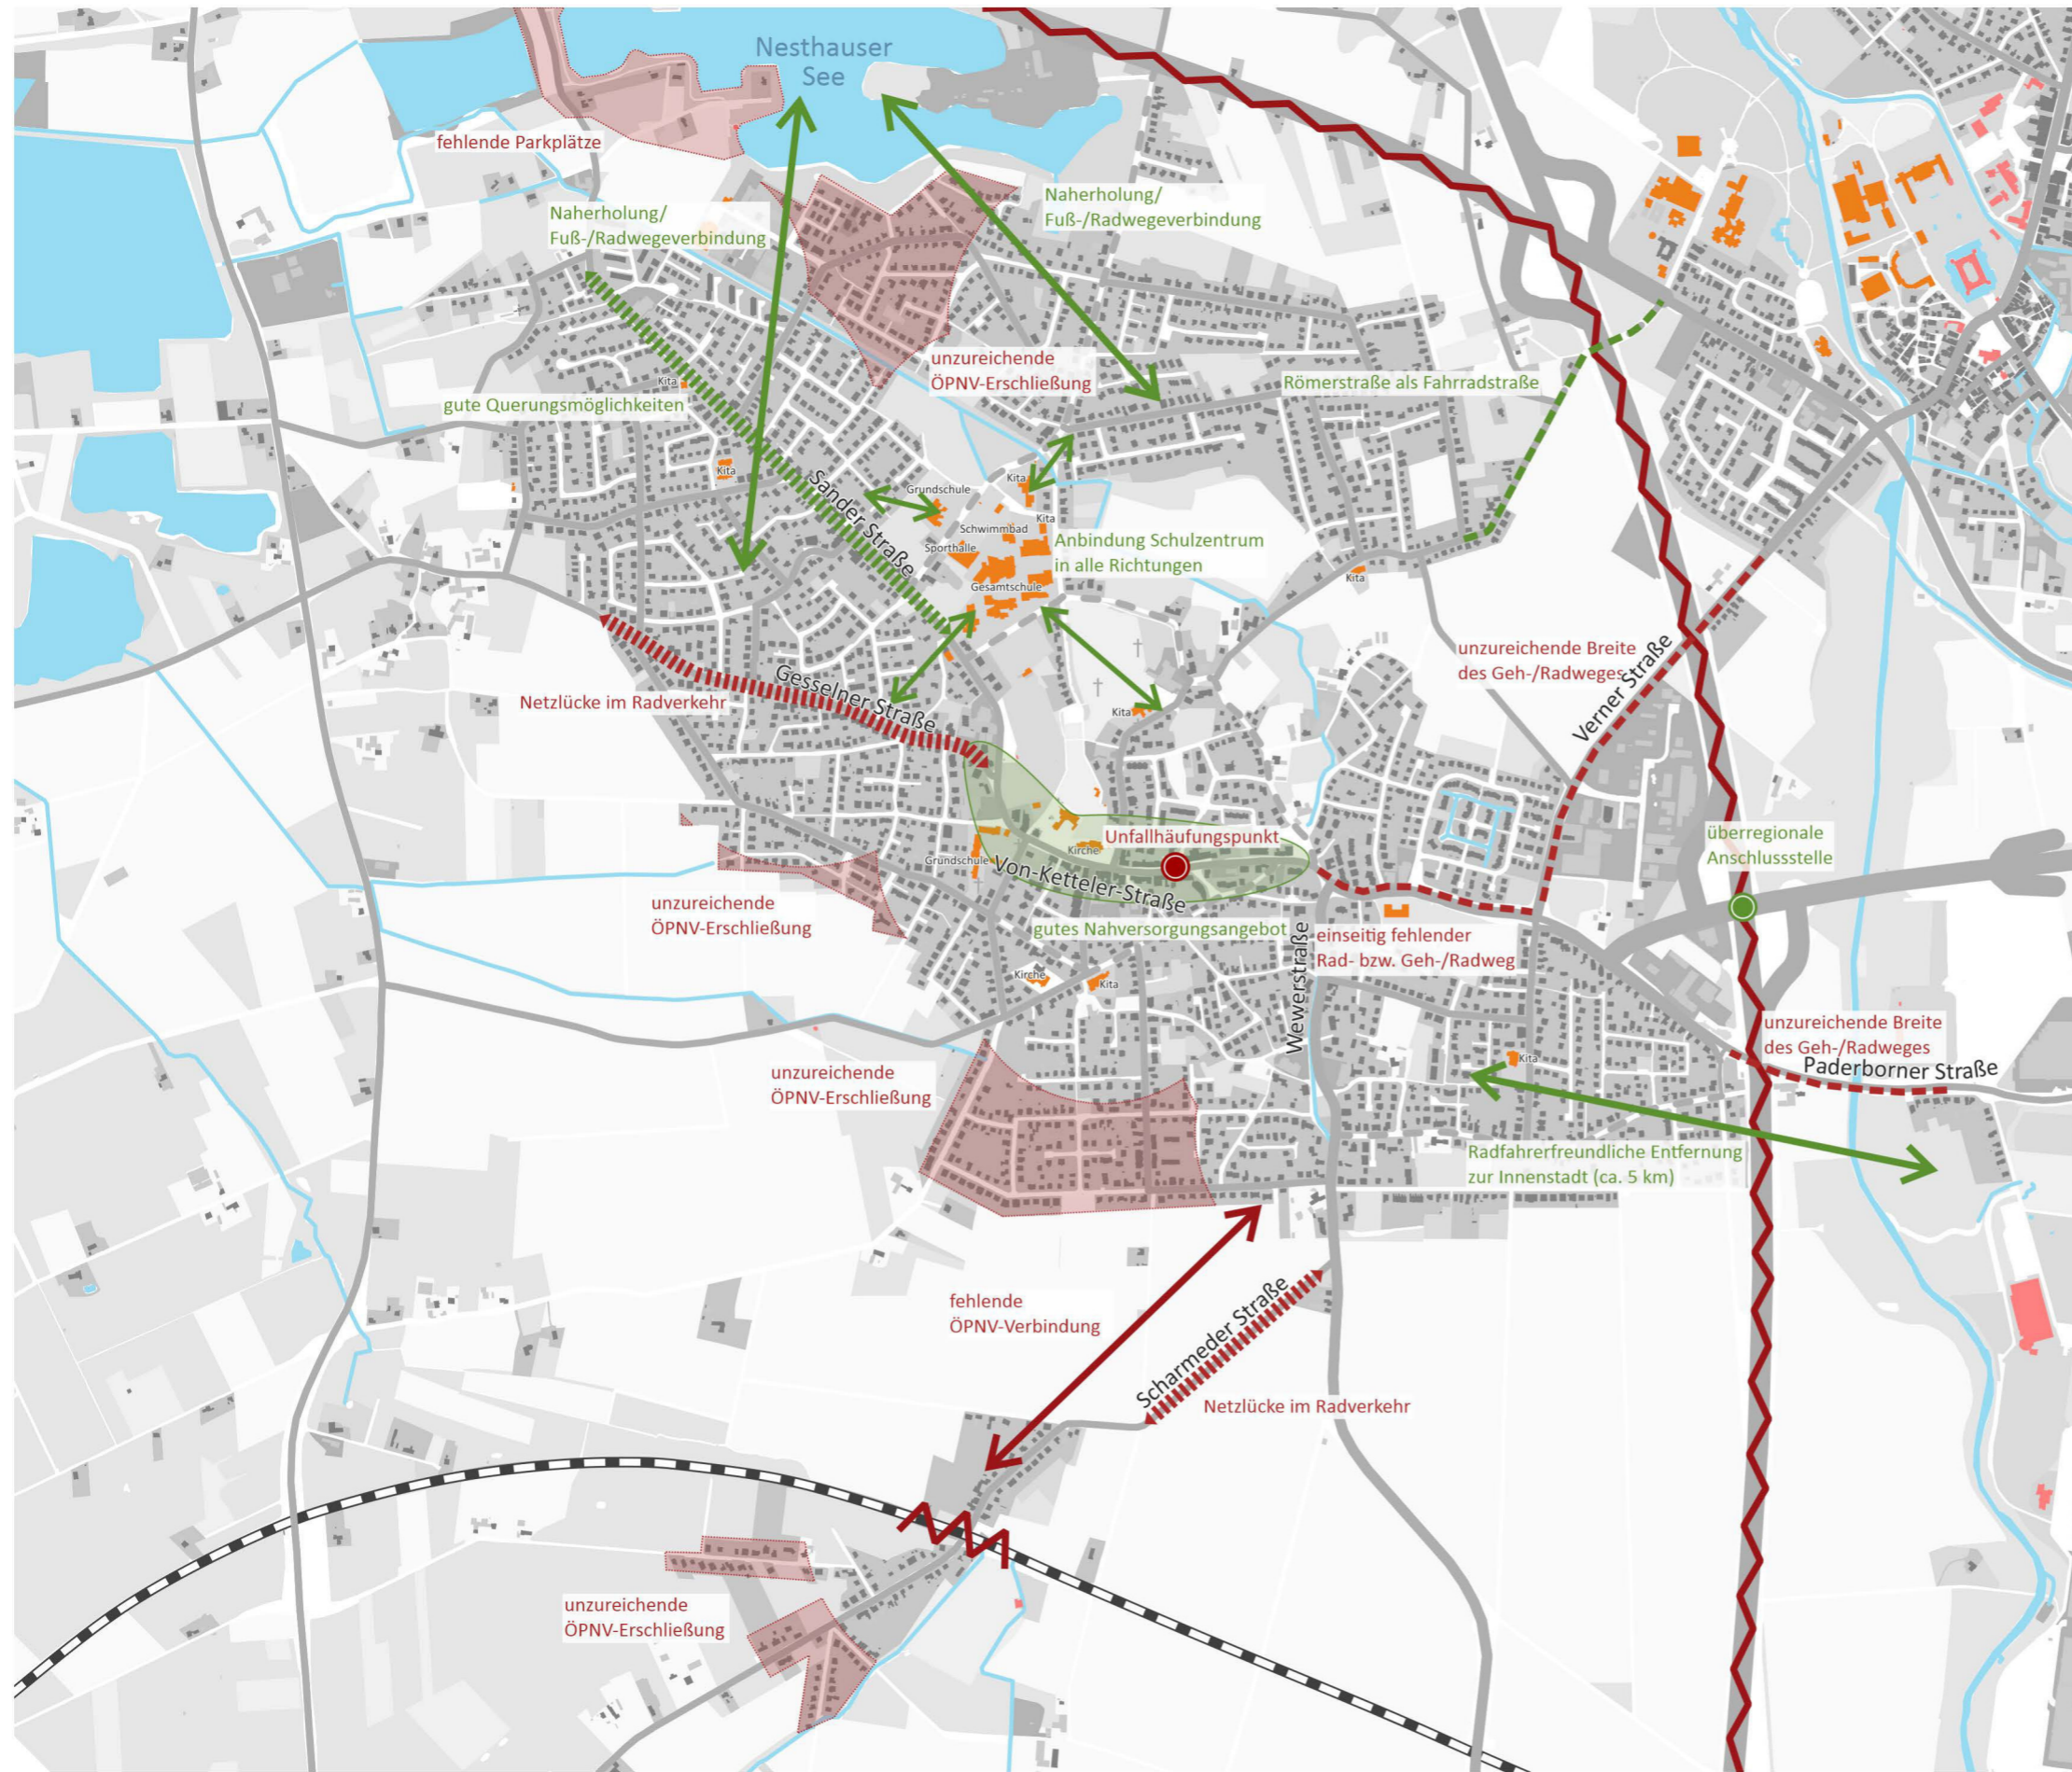 Nesthauser
See
fehlende Parkplätze
Naherholung/
Fuß-/Radwegeverbindung
Naherholung/
Fuß-/Radwegeverbindung
unzureichende
ÖPNV-Erschließung
Römerstraße als Fahrradstraße
Kita
gute Querungsmöglichkeiten
Kita
Sander Straße
Grundschule
Kita
Kita
Schwimmbad
Sporthalle
Gesamtschule
Anbindung Schulzentrum
in alle Richtungen
Kita
unzureichende Breite
des Geh-/Radweges
Verner Straße
Netzlücke im Radverkehr
Gesselner Straße
Kita
Unfallhäufungspunkt
überregionale
Anschlussstelle
Kirche
Grundschule
Von-Ketteler-Straße
unzureichende
ÖPNV-Erschließung
gutes Nahversorgungsangebot
einseitig fehlender
Rad- bzw. Geh-/Radweg
Wewerstraße
Kirche
Kita
unzureichende Breite
des Geh-/Radweges
Paderborner Straße
Kita
unzureichende
ÖPNV-Erschließung
Radfahrerfreundliche Entfernung
zur Innenstadt (ca. 5 km)
fehlende
ÖPNV-Verbindung
Scharmeder Straße
Netzlücke im Radverkehr
unzureichende
ÖPNV-Erschließung